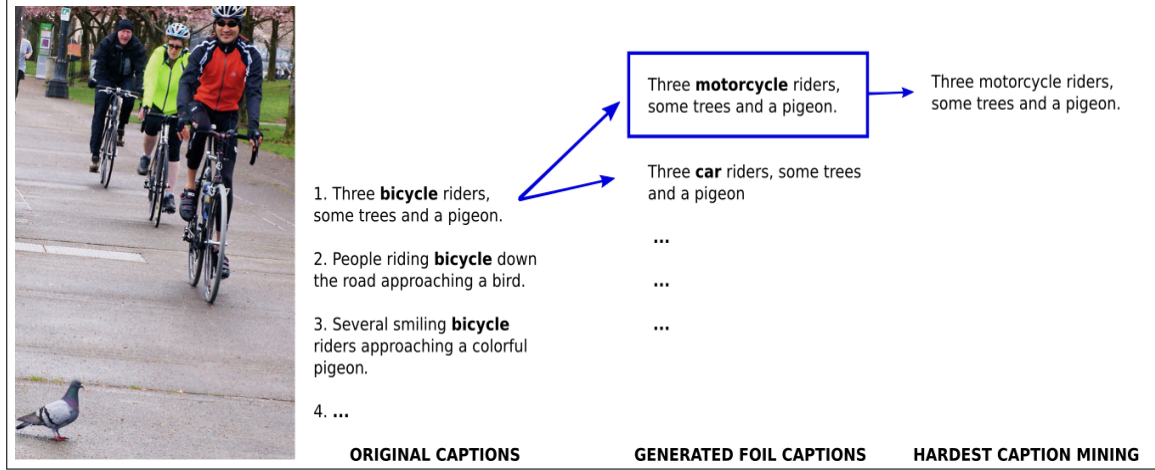 1. Three bicycle riders,
some trees and a pigeon.
2. People riding bicycle down
the road approaching a bird.
3. Several smiling bicycle
riders approaching a colorful
pigeon.
4. ...
ORIGINAL CAPTIONS
Three motorcycle riders,
some trees and a pigeon.
Three car riders, some trees
and a pigeon
...
...
...
GENERATED FOIL CAPTIONS
Three motorcycle riders,
some trees and a pigeon.
HARDEST CAPTION MINING